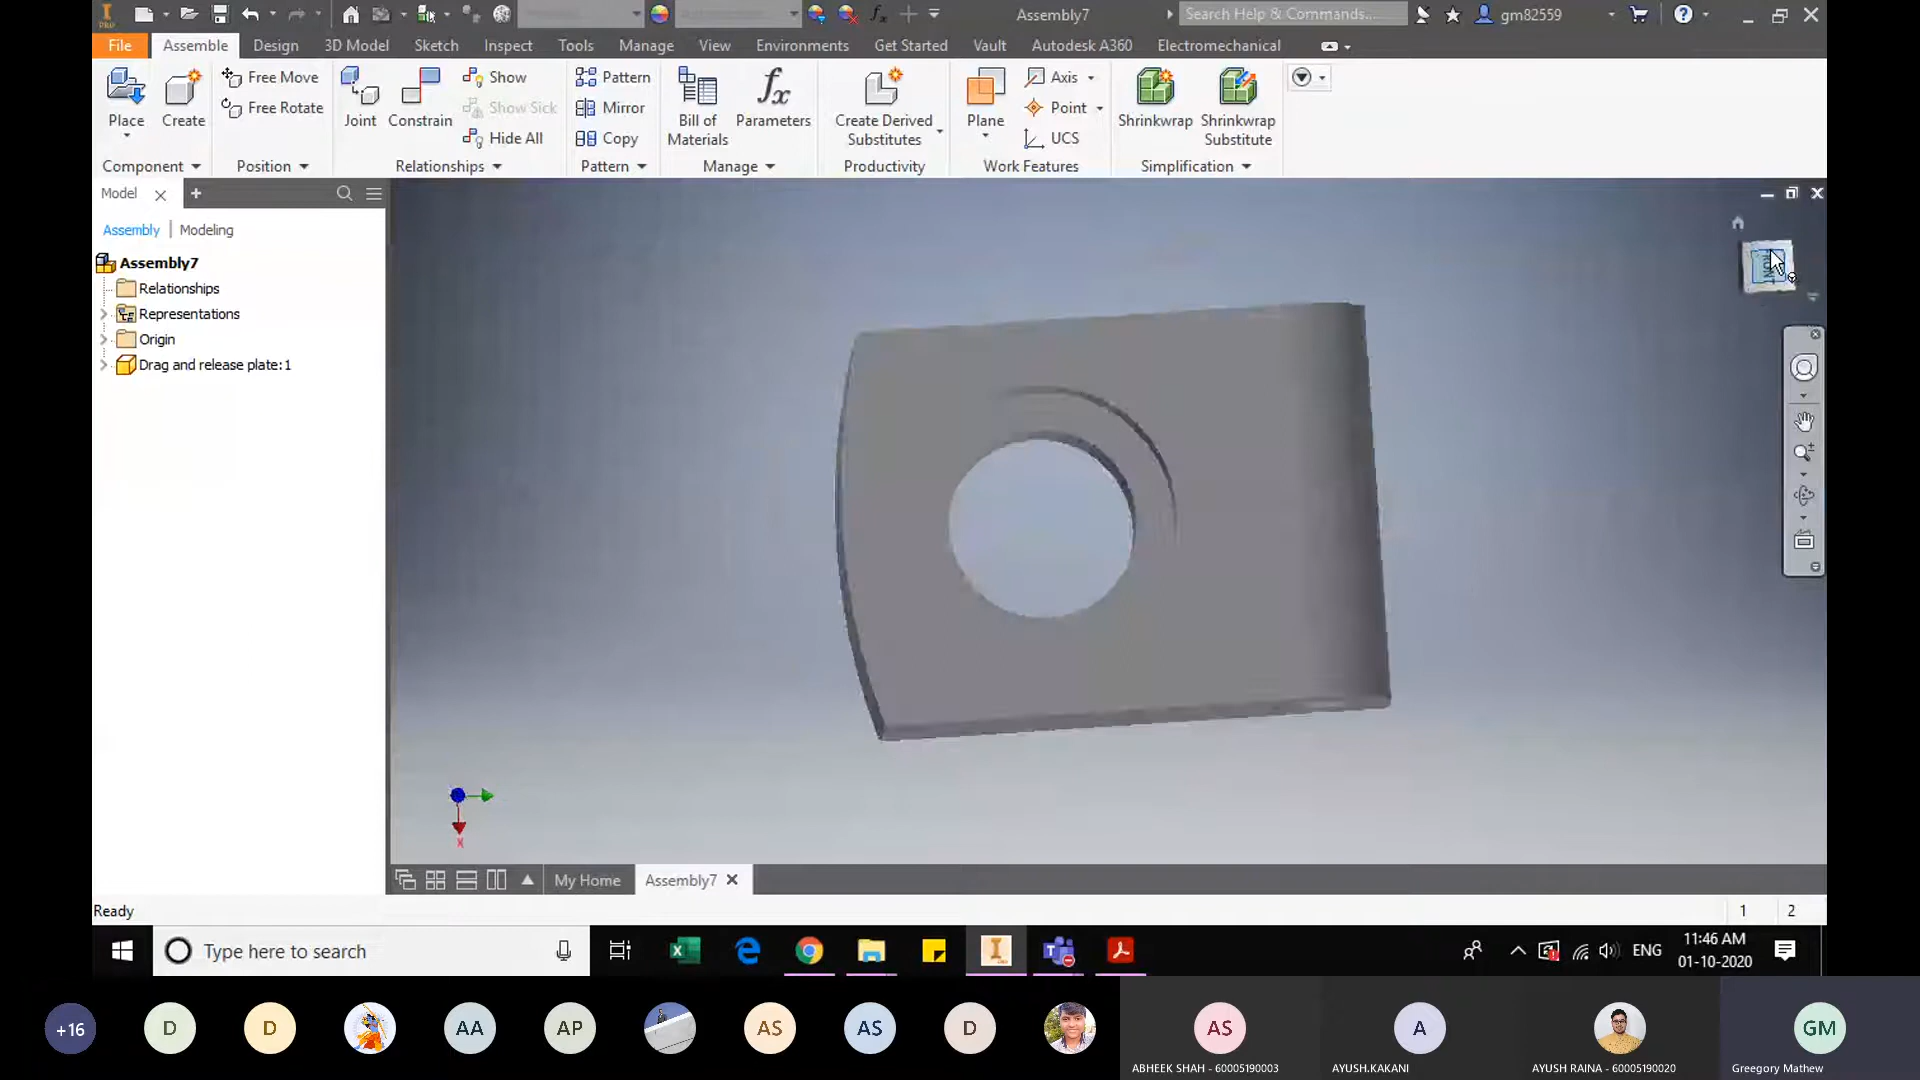 PRO
Assembly7
Search Help & Commands...
gm82559
File
Assemble
Design
3D Model
Sketch
Inspect
Tools
Manage
View
Environments
Get Started
Vault
Autodesk A360
Electromechanical
Place
Create
Free Move
Free Rotate
Component
Position
Joint
Constrain
Show
Show Sick
Hide All
Relationships
Pattern
Mirror
Copy
Pattern
Bill of
Materials
fx
Parameters
Manage
Create Derived
Substitutes
Productivity
Plane
Axis
Point
UCS
Work Features
Shrinkwrap
Shrinkwrap
Substitute
Simplification
Model
Assembly | Modeling
Assembly7
Relationships
Representations
Origin
Drag and release plate:1
X
My Home
Assembly7
Ready
1
2
Type here to search
ENG
11:46 AM
01-10-2020
+16
D
D
AA
AP
AS
AS
D
AS
A
GM
ABHEEK SHAH - 60005190003
AYUSH.KAKANI
AYUSH RAINA - 60005190020
Greegory Mathew